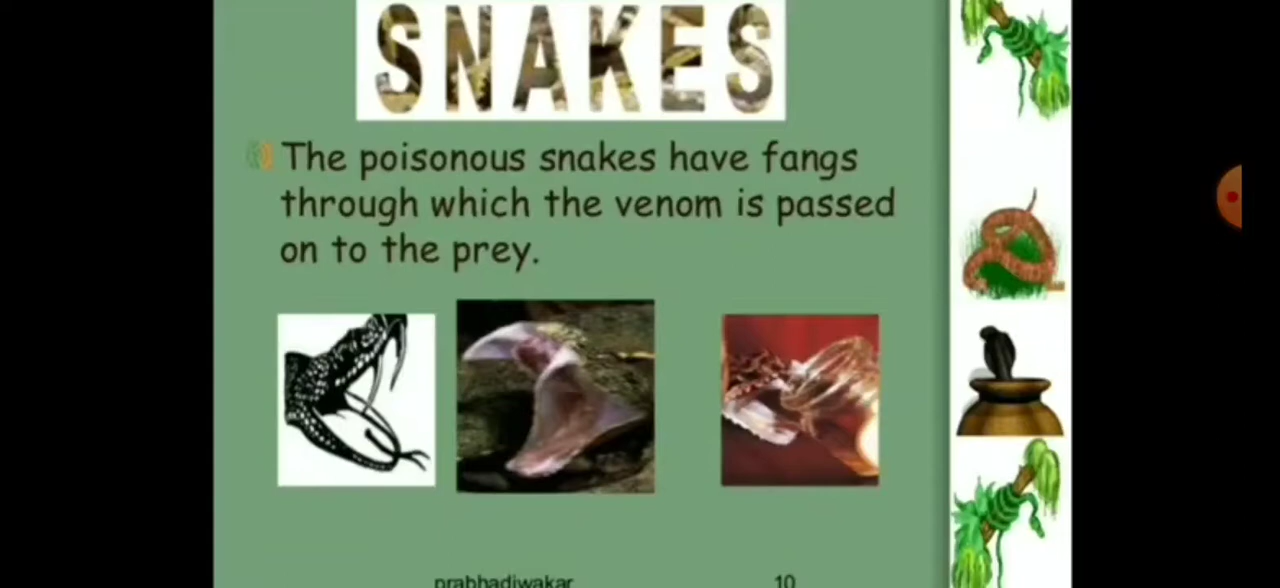 SNAKES
The poisonous snakes have fangs
through which the venom is passed
on to the prey.
prabhadiwakar 10